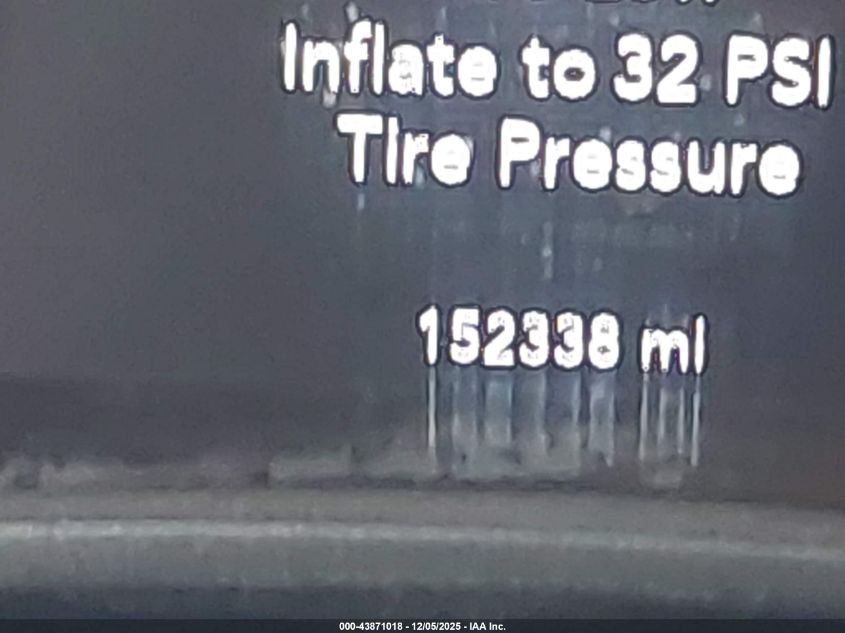 Inflate to 32 PSI
Tire Pressure
152338 mi
000-43871018 - 12/05/2025 - IAA Inc.